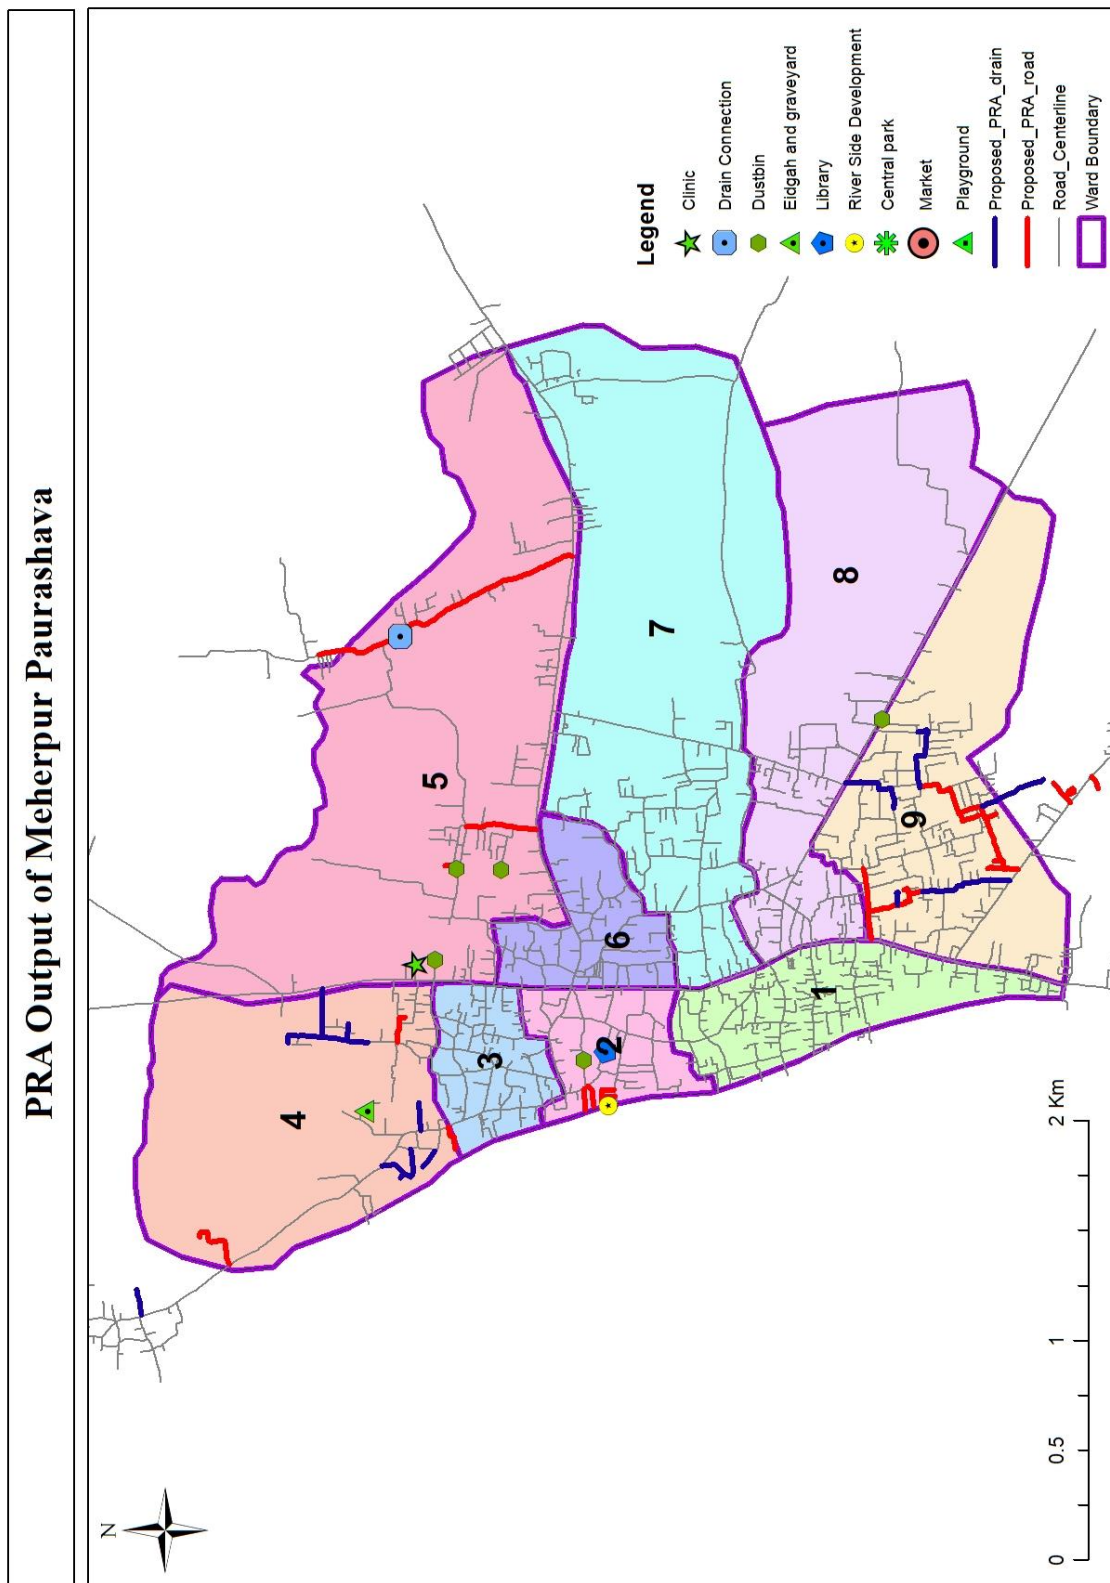 PRA Output of Meherpur Paurashava
N
4
5
3
2
6
7
1
8
9
Legend
Clinic
Drain Connection
Dustbin
Eidgah and graveyard
Library
River Side Development
Central park
Market
Playground
Proposed_PRA_drain
Proposed_PRA_road
Road_Centerline
Ward Boundary
0 0.5 1 2 Km